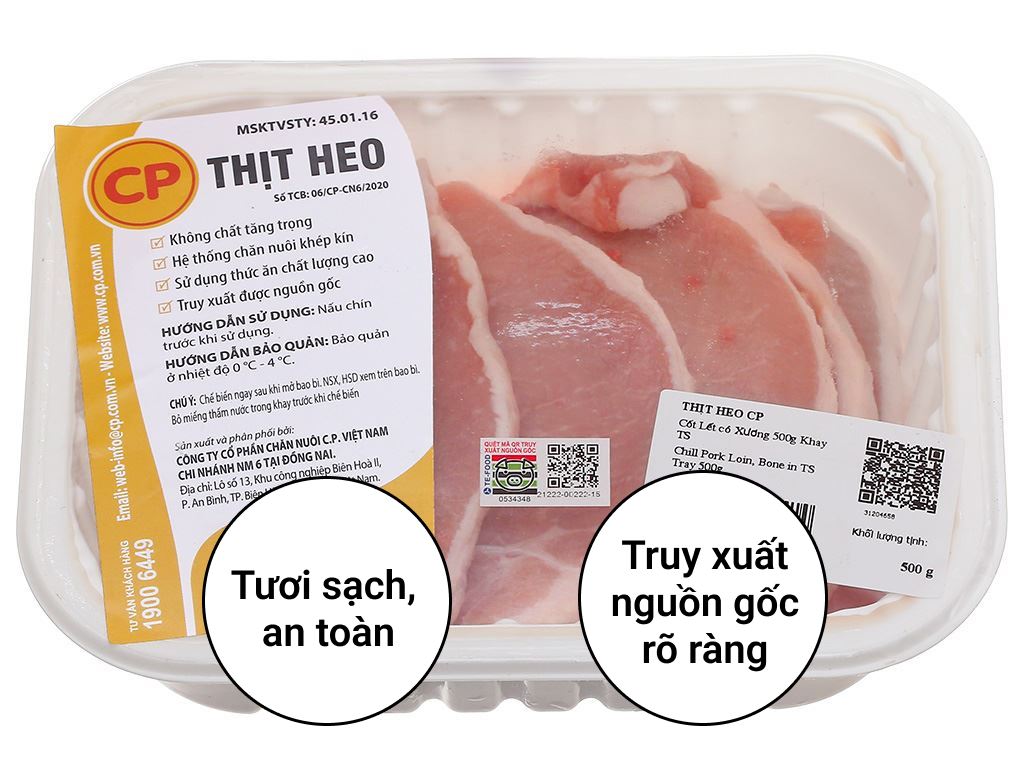 MSKTVSTY: 45.01.16
CP
THỊT HEO
Số TCB: 06/CP-CN6/2020
Không chất tăng trọng
Hệ thống chăn nuôi khép kín
Sử dụng thức ăn chất lượng cao
Truy xuất được nguồn gốc
HƯỚNG DẪN SỬ DỤNG: Nấu chín
trước khi sử dụng.
HƯỚNG DẪN BẢO QUẢN: Bảo quản
ở nhiệt độ 0 °C - 4 °C.
CHÚ Ý: Chế biến ngay sau khi mở bao bì. NSX, HSD xem trên bao bì.
Bỏ miếng thấm nước trong khay trước khi chế biến
Sản xuất và phân phối bởi:
CÔNG TY CỔ PHẦN CHĂN NUÔI C.P. VIỆT NAM
CHI NHÁNH NM 6 TẠI ĐỒNG NAI.
Địa chỉ: Lô số 13, Khu công nghiệp Biên Hoà II,
P. An Bình, TP. Biên Nam.
Email: web-info@cp.com.vn - Website: www.cp.com.vn
TƯ VẤN KHÁCH HÀNG
1900 6449
QUÉT MÃ QR TRUY
XUẤT NGUỒN GỐC
TE-FOOD
0534348
21222-00222-15
THỊT HEO CP
Cốt Lết có Xương 500g Khay
TS
Chill Pork Loin, Bone in TS
Tray 500g
31204658
Khối lượng tịnh:
500 g
Tươi sạch,
an toàn
Truy xuất
nguồn gốc
rõ ràng